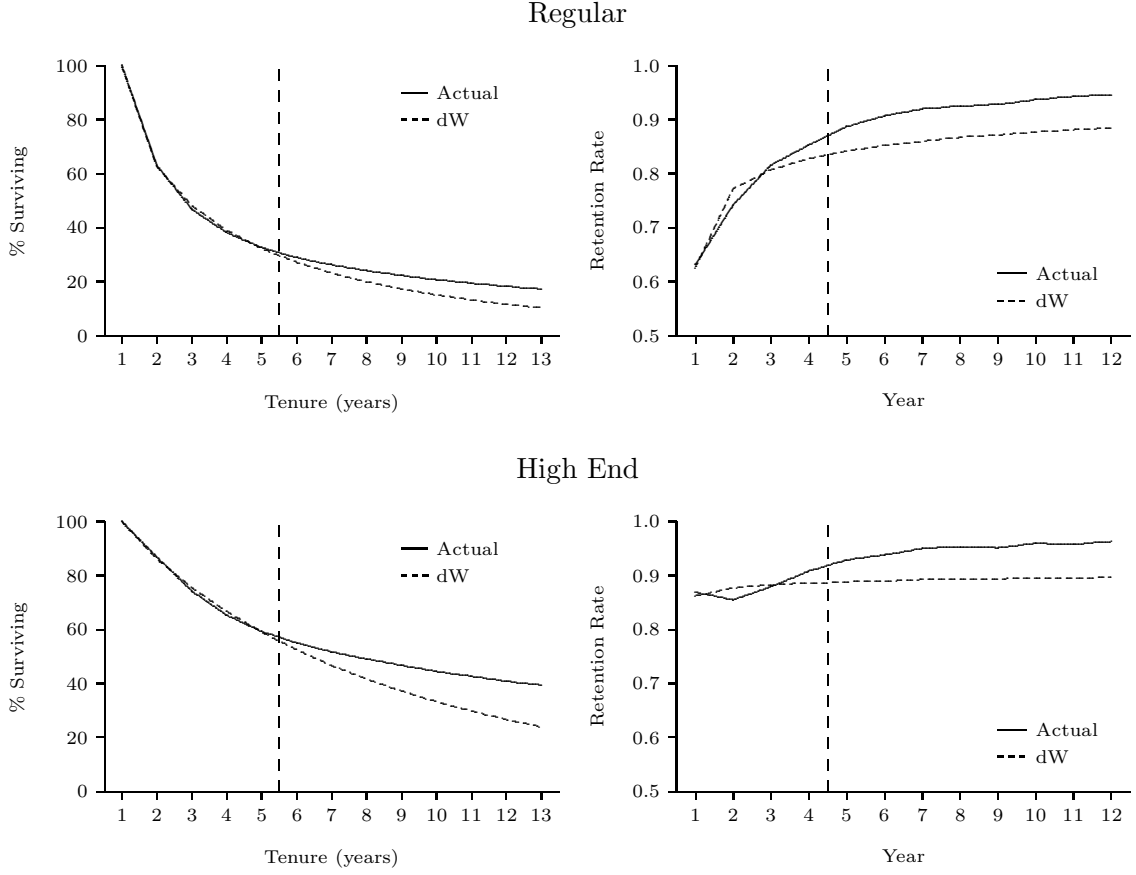 Regular
% Surviving
100
80
60
40
20
0
Actual
dW
1 2 3 4 5 6 7 8 9 10 11 12 13
Tenure (years)
Retention Rate
1.0
0.9
0.8
0.7
0.6
0.5
Actual
dW
1 2 3 4 5 6 7 8 9 10 11 12
Year
High End
% Surviving
100
80
60
40
20
0
Actual
dW
1 2 3 4 5 6 7 8 9 10 11 12 13
Tenure (years)
Retention Rate
1.0
0.9
0.8
0.7
0.6
0.5
Actual
dW
1 2 3 4 5 6 7 8 9 10 11 12
Year